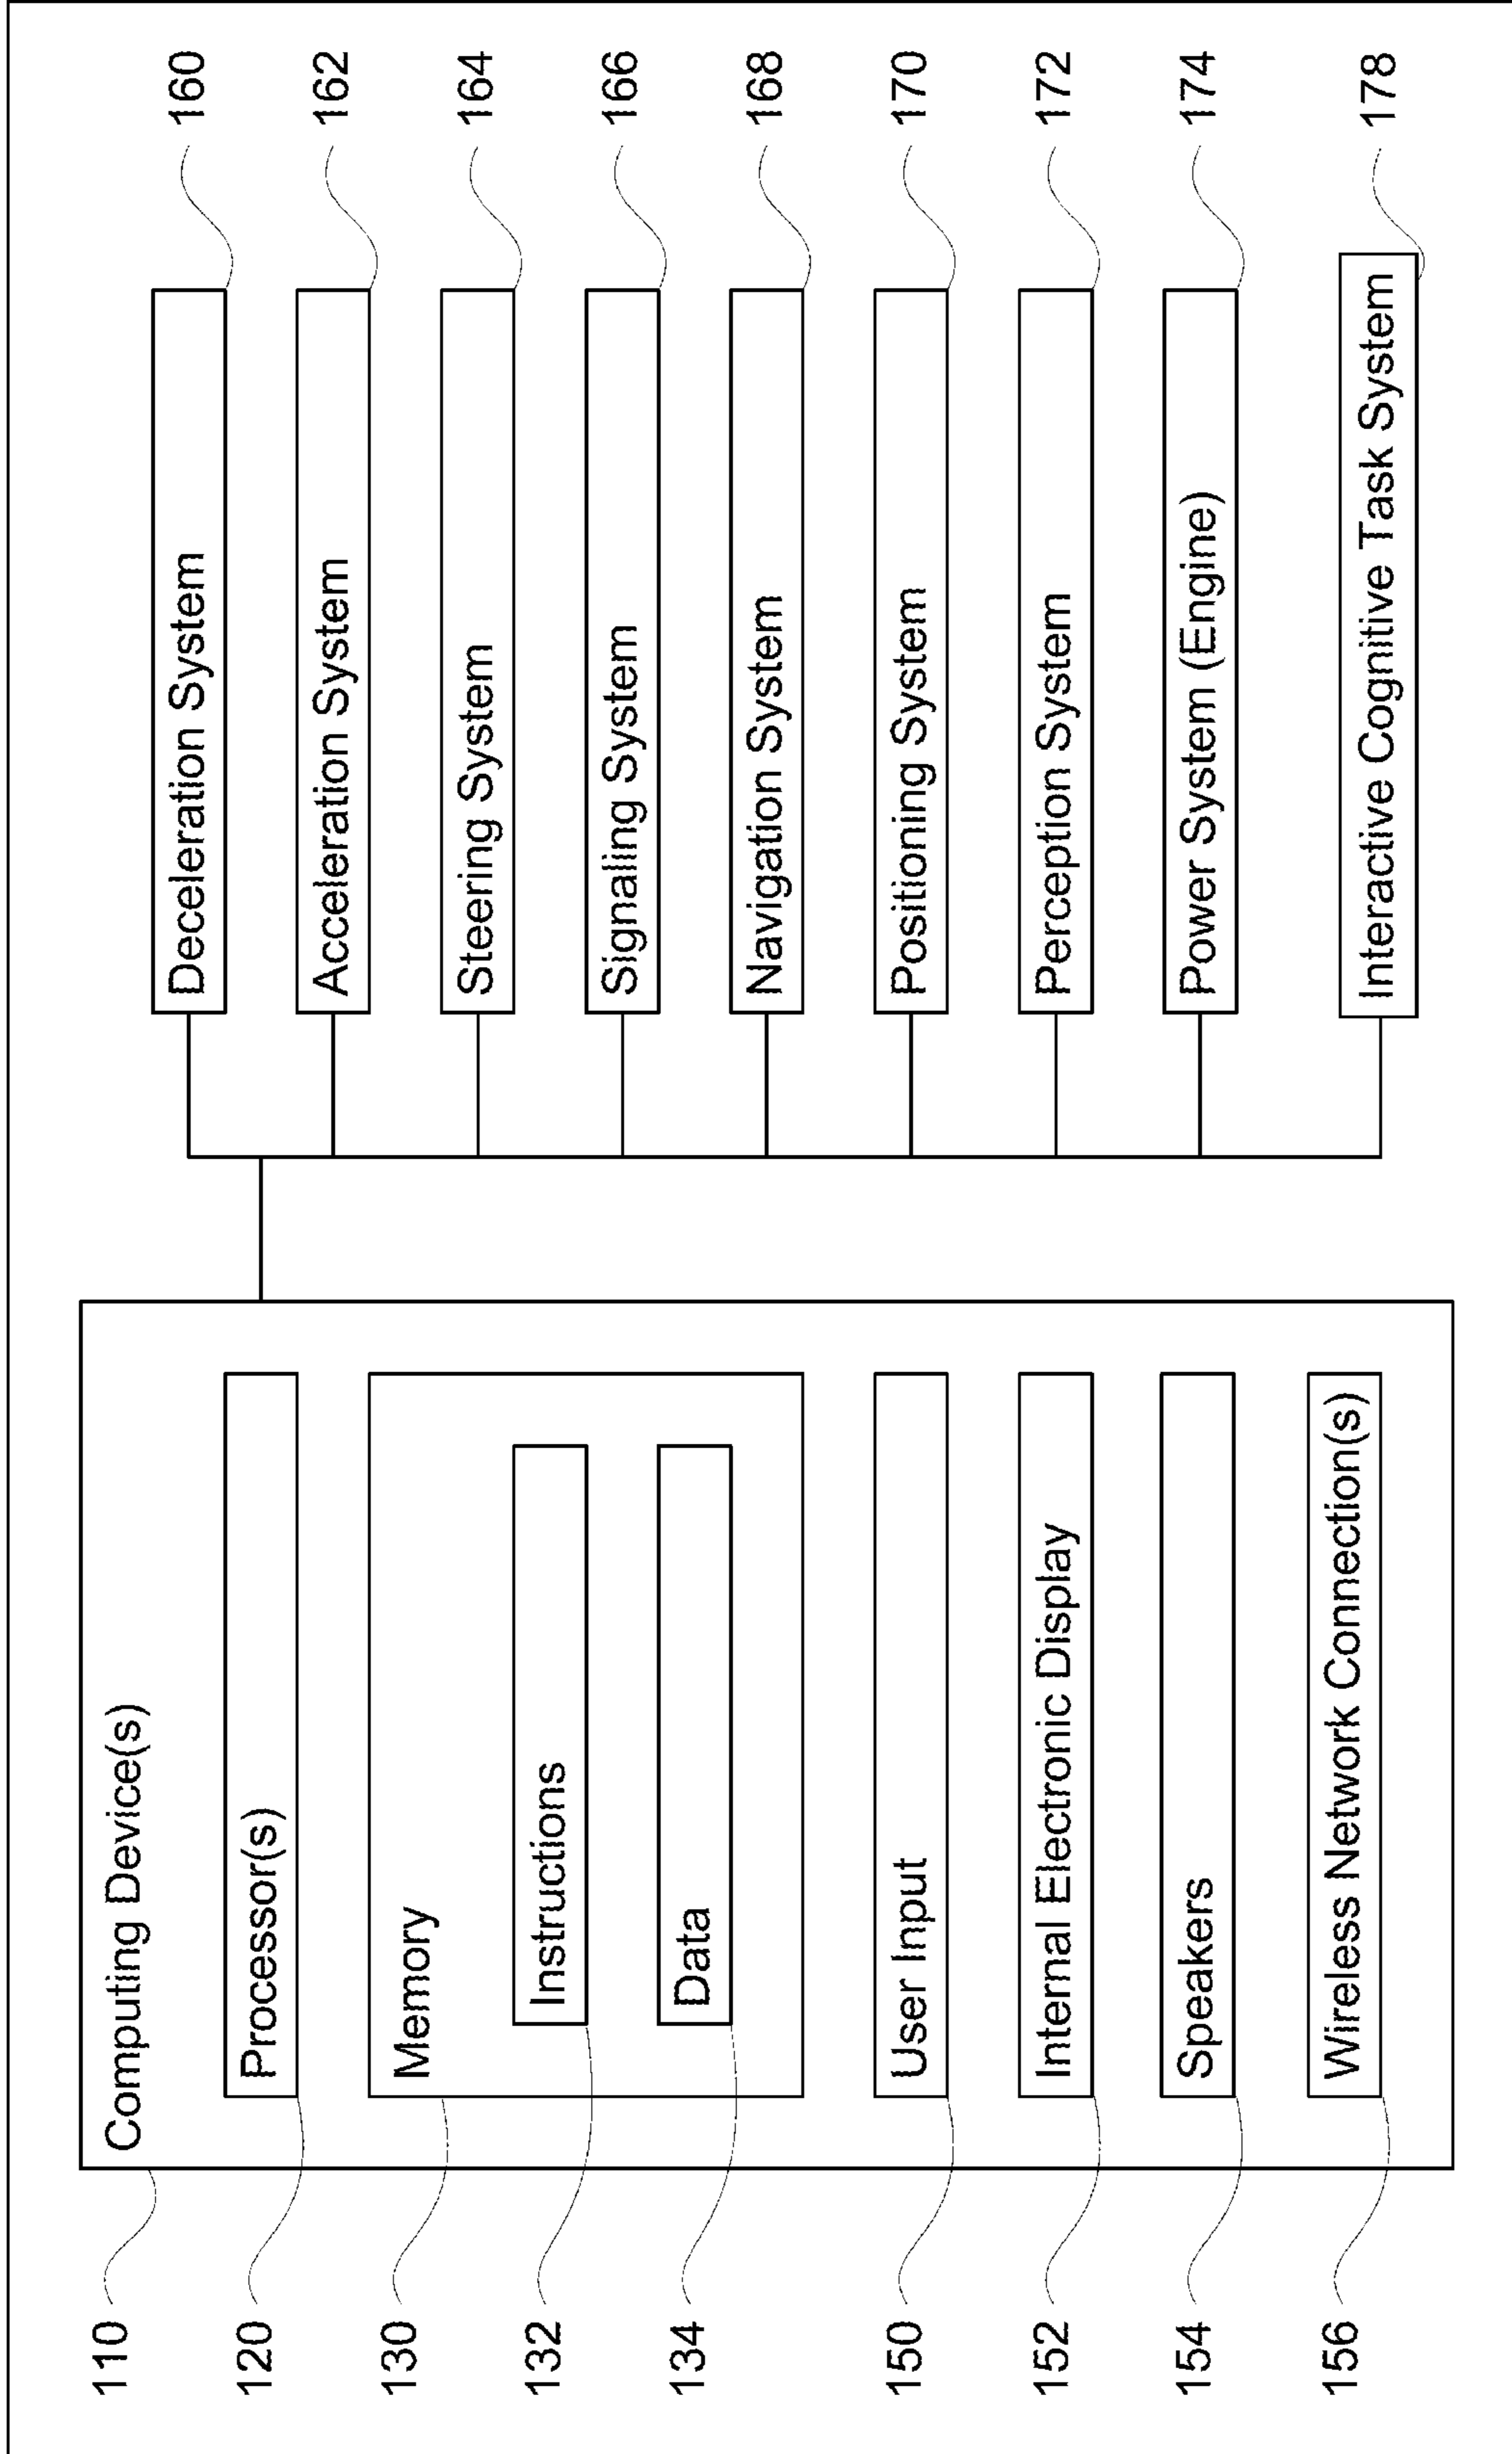 110
Computing Device(s)
120
Processor(s)
130
Memory
132
Instructions
134
Data
150
User Input
152
Internal Electronic Display
154
Speakers
156
Wireless Network Connection(s)
Deceleration System
160
Acceleration System
162
Steering System
164
Signaling System
166
Navigation System
168
Positioning System
170
Perception System
172
Power System (Engine)
174
Interactive Cognitive Task System
178